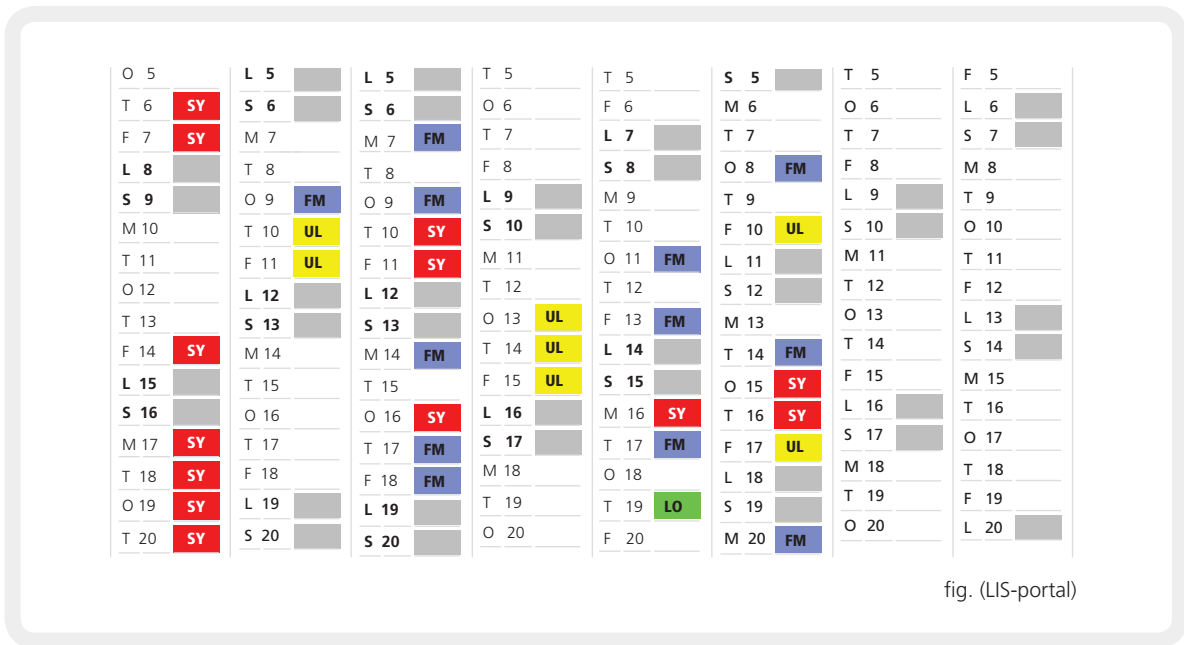 O 5 L 5 L 5 T 5 T 5 S 5 T 5 F 5
T 6 SY S 6 S 6 O 6 F 6 M 6 O 6 L 6
F 7 SY M 7 M 7 FM T 7 L 7 T 7 T 7 S 7
L 8 T 8 T 8 F 8 S 8 O 8 FM F 8 M 8
S 9 O 9 FM O 9 FM L 9 M 9 T 9 L 9 T 9
M 10 T 10 UL T 10 SY S 10 T 10 F 10 UL S 10 O 10
T 11 F 11 UL F 11 SY M 11 O 11 FM L 11 M 11 T 11
O 12 L 12 L 12 T 12 T 12 S 12 T 12 F 12
T 13 S 13 S 13 O 13 UL F 13 FM M 13 O 13 L 13
F 14 SY M 14 M 14 FM T 14 UL L 14 T 14 FM T 14 S 14
L 15 T 15 T 15 F 15 UL S 15 O 15 SY F 15 M 15
S 16 O 16 O 16 SY L 16 M 16 SY T 16 SY L 16 T 16
M 17 SY T 17 T 17 FM S 17 T 17 FM F 17 UL S 17 O 17
T 18 SY F 18 F 18 FM M 18 O 18 L 18 M 18 T 18
O 19 SY L 19 L 19 T 19 T 19 LO S 19 T 19 F 19
T 20 SY S 20 S 20 O 20 F 20 M 20 FM O 20 L 20
fig. (LIS-portal)